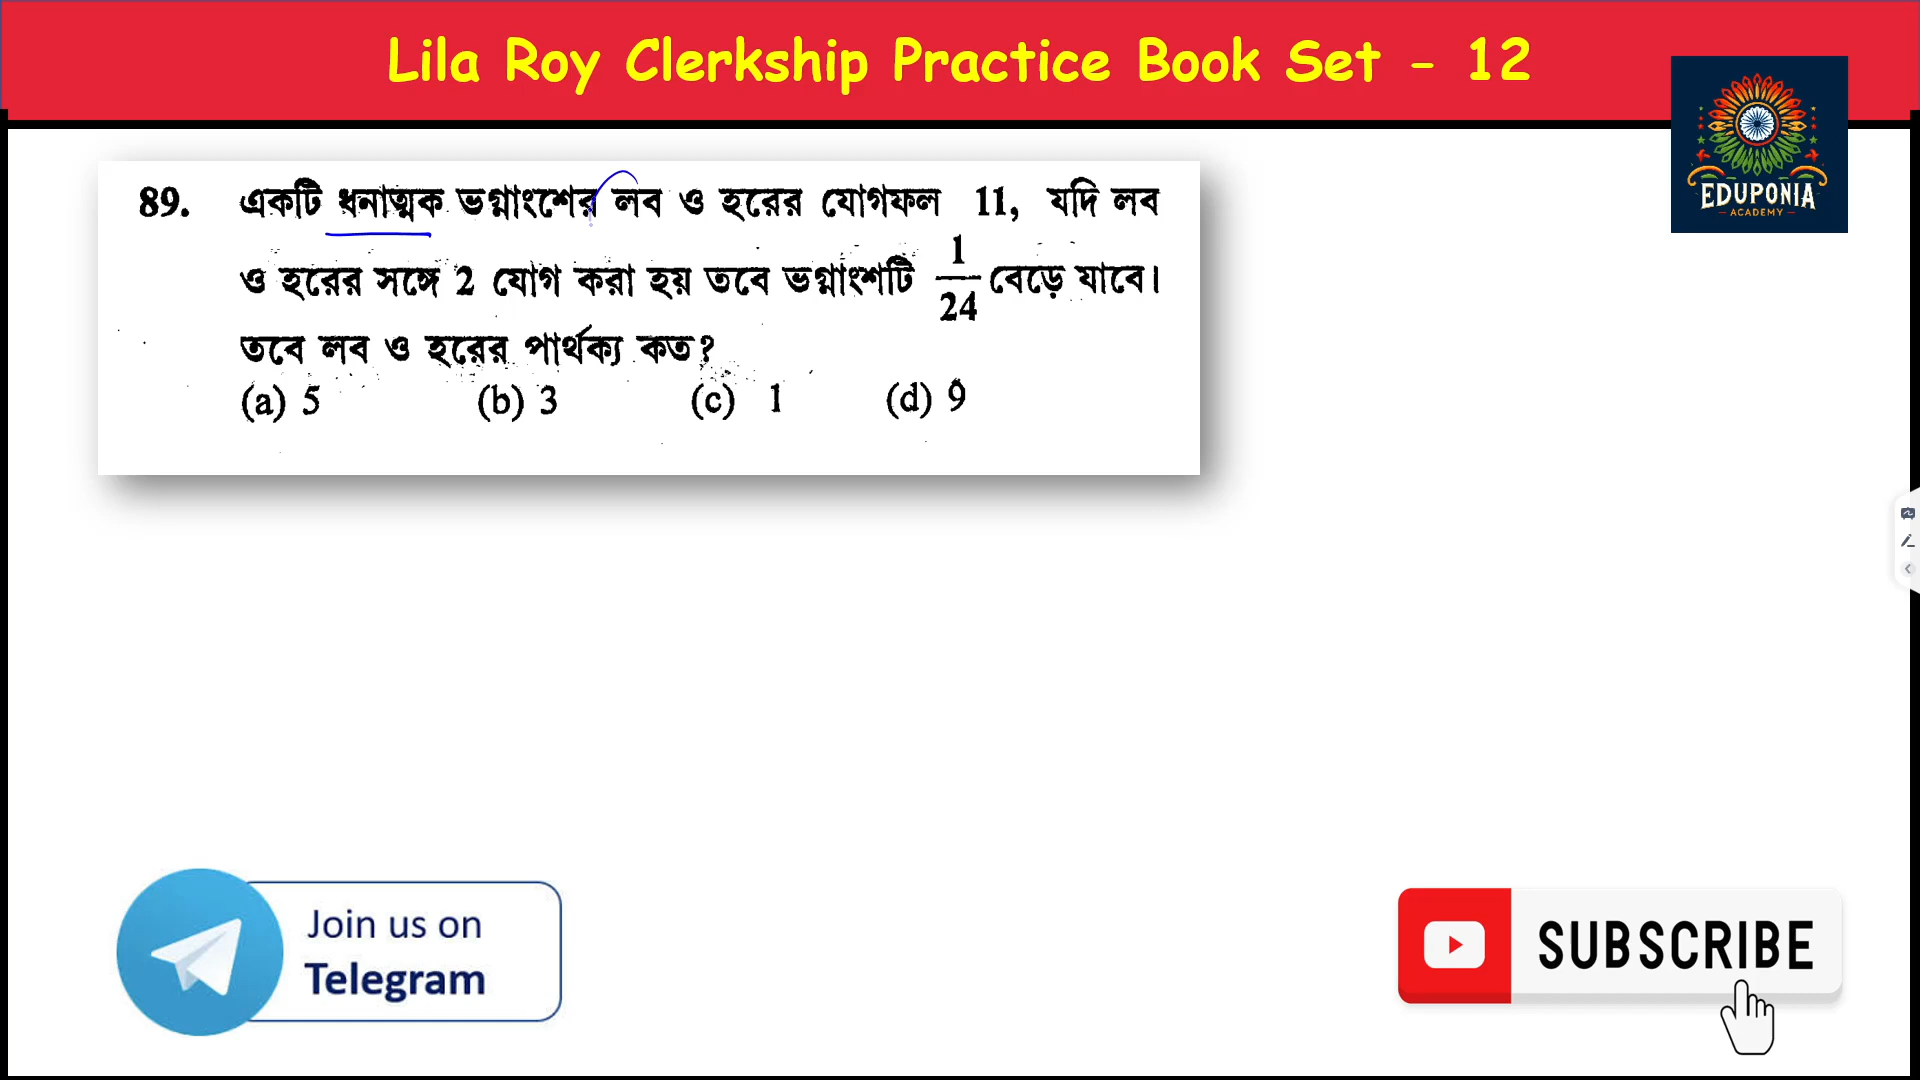 Lila Roy Clerkship Practice Book Set - 12
EDUPONIA
ACADEMY
89. একটি ধনাত্মক ভগ্নাংশের লব ও হরের যোগফল 11, যদি লব
ও হরের সঙ্গে 2 যোগ করা হয় তবে ভগ্নাংশটি 1/24 বেড়ে যাবে।
তবে লব ও হরের পার্থক্য কত?
(a) 5 (b) 3 (c) 1 (d) 9
Join us on
Telegram
SUBSCRIBE